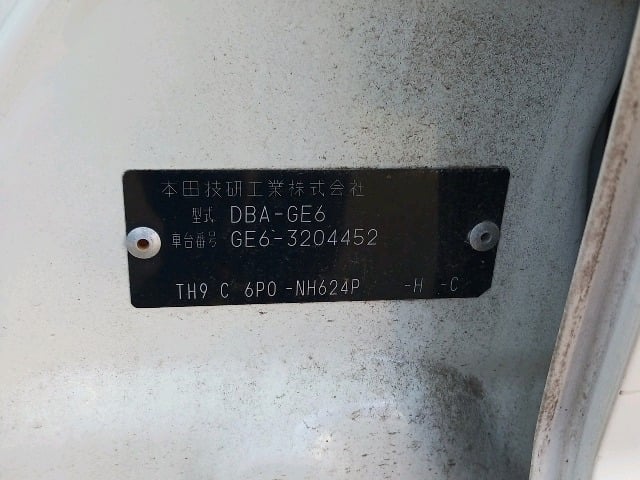 本田技研工業株式会社
型式 DBA-GE6
車台番号 GE6-3204452
TH9 C 6P0 -NH624P -H -C